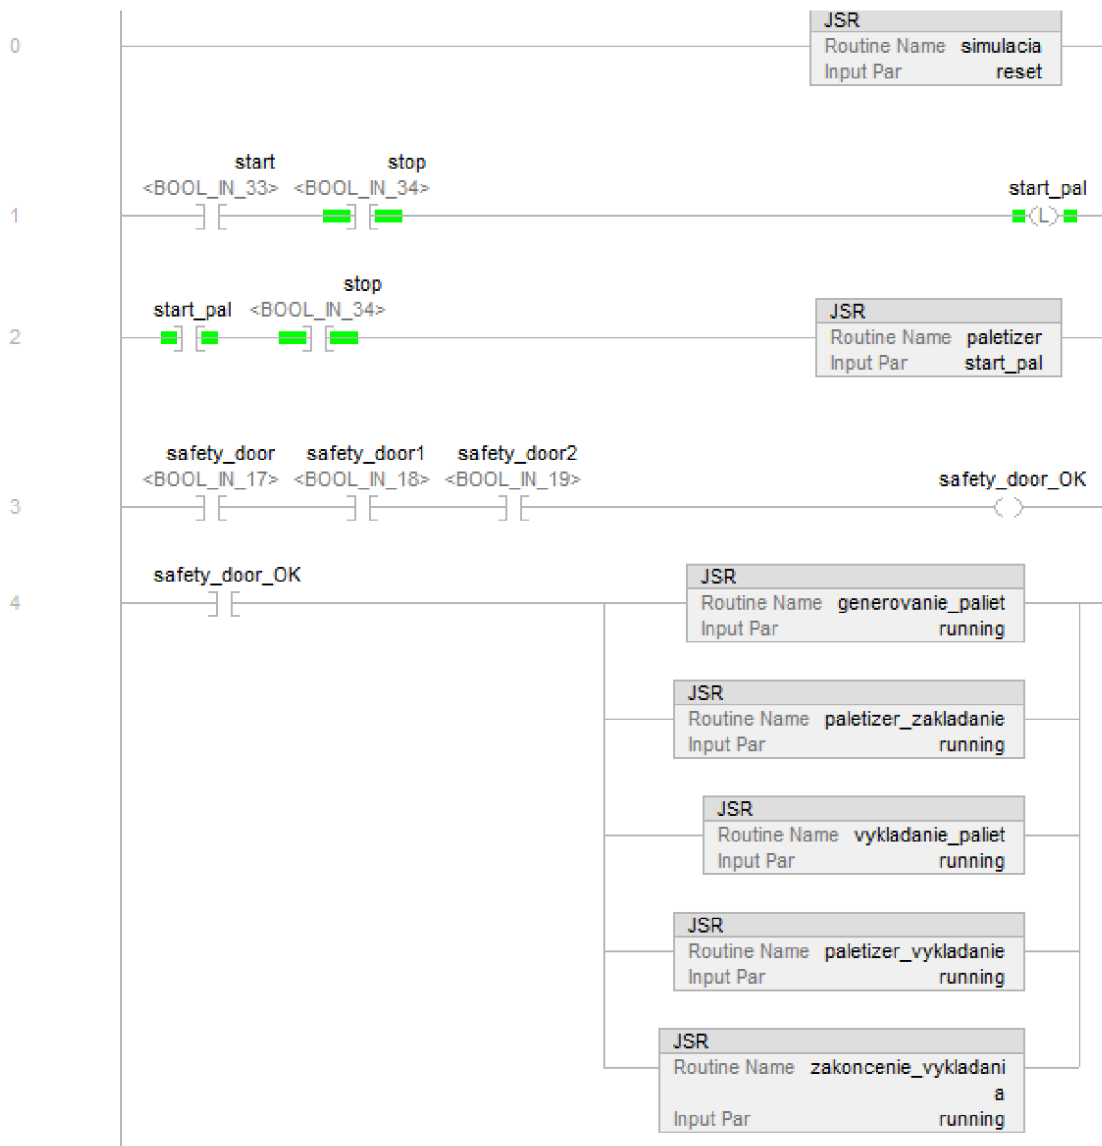 JSR
0
Routine Name simulacia
Input Par reset
start stop
<BOOL_IN_33> <BOOL_IN_34>
start_pal
1
L
stop
start_pal <BOOL_IN_34>
JSR
2
Routine Name paletizer
Input Par start_pal
safety_door safety_door1 safety_door2
<BOOL_IN_17> <BOOL_IN_18> <BOOL_IN_19>
safety_door_OK
3
safety_door_OK
JSR
4
Routine Name generovanie_paliet
Input Par running
JSR
Routine Name paletizer_zakladanie
Input Par running
JSR
Routine Name vykladanie_paliet
Input Par running
JSR
Routine Name paletizer_vykladanie
Input Par running
JSR
Routine Name zakoncenie_vykladani
a
Input Par running